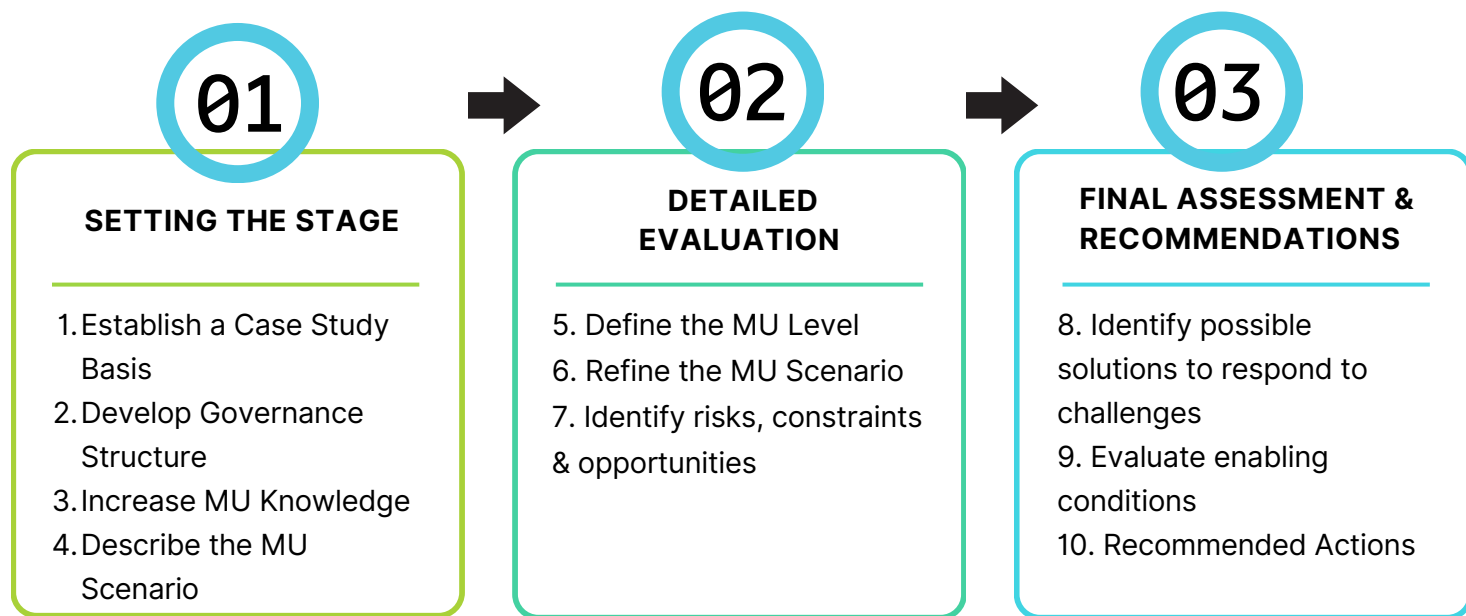 01
SETTING THE STAGE
1. Establish a Case Study
Basis
2. Develop Governance
Structure
3. Increase MU Knowledge
4. Describe the MU
Scenario
02
DETAILED
EVALUATION
5. Define the MU Level
6. Refine the MU Scenario
7. Identify risks, constraints
& opportunities
03
FINAL ASSESSMENT &
RECOMMENDATIONS
8. Identify possible
solutions to respond to
challenges
9. Evaluate enabling
conditions
10. Recommended Actions